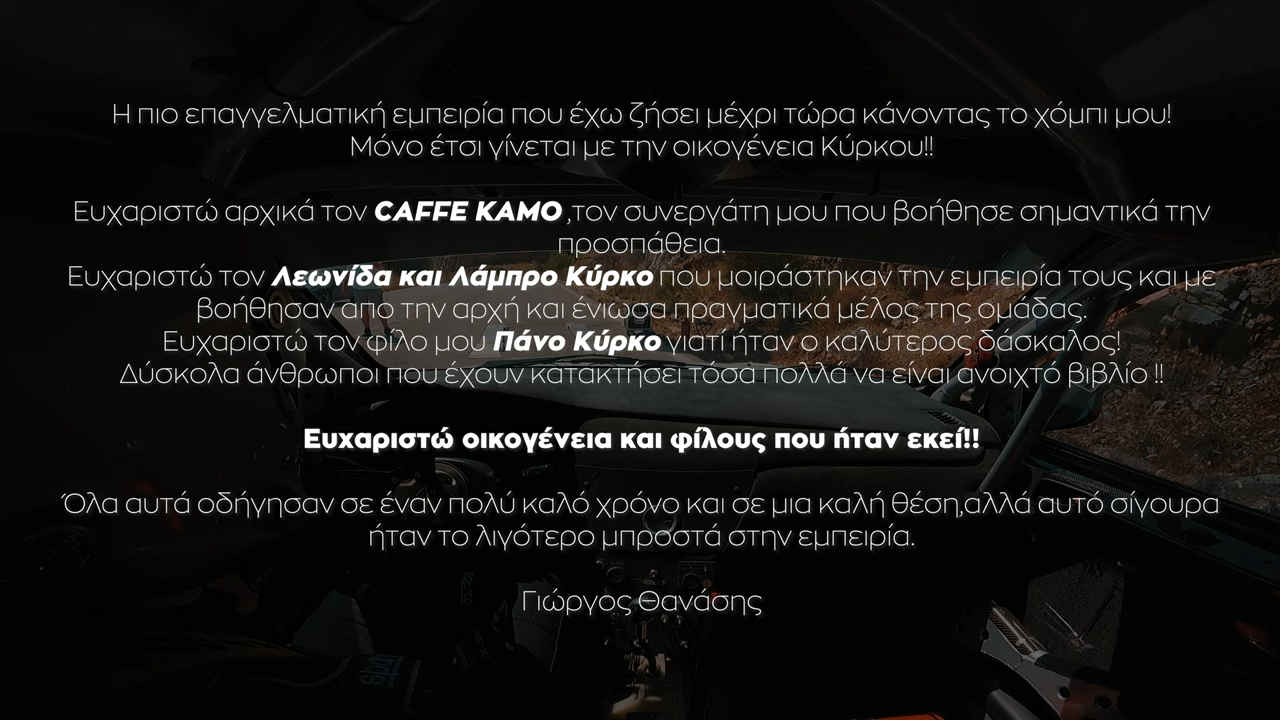 Η πιο επαγγελματική εμπειρία που έχω ζήσει μέχρι τώρα κάνοντας το χόμπι μου!
Μόνο έτσι γίνεται με την οικογένεια Κύρκου!!
Ευχαριστώ αρχικά τον CAFFE KAMO ,τον συνεργάτη μου που βοήθησε σημαντικά την
προσπάθεια.
Ευχαριστώ τον Λεωνίδα και Λάμπρο Κύρκο που μοιράστηκαν την εμπειρία τους και με
βοήθησαν απο την αρχή και ένιωσα πραγματικά μέλος της ομάδας.
Ευχαριστώ τον φίλο μου Πάνο Κύρκο γιατί ήταν ο καλύτερος δάσκαλος!
Δύσκολα άνθρωποι που έχουν κατακτήσει τόσα πολλά να είναι ανοιχτό βιβλίο !!
Ευχαριστώ οικογένεια και φίλους που ήταν εκεί!!
Όλα αυτά οδήγησαν σε έναν πολύ καλό χρόνο και σε μια καλή θέση,αλλά αυτό σίγουρα
ήταν το λιγότερο μπροστά στην εμπειρία.
Γιώργος Θανάσης